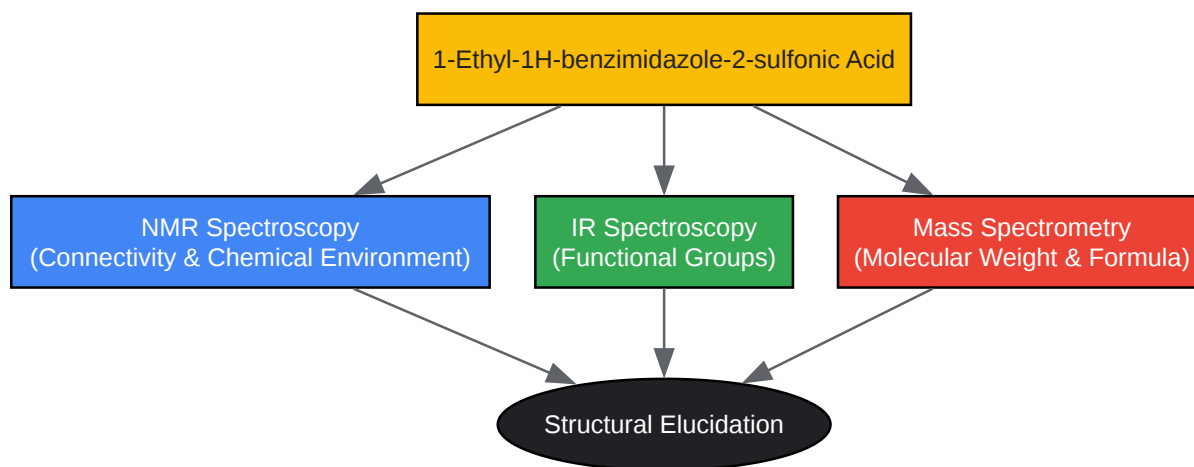 1-Ethyl-1H-benzimidazole-2-sulfonic Acid
NMR Spectroscopy
(Connectivity & Chemical Environment)
IR Spectroscopy
(Functional Groups)
Mass Spectrometry
(Molecular Weight & Formula)
Structural Elucidation